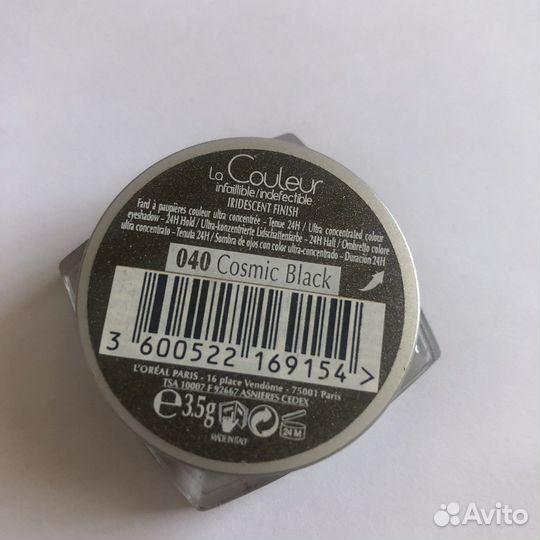 La Couleur
infaillible/indefectible
IRIDESCENT FINISH
Fard à paupières couleur ultra concentrée - Tenue 24H / Ultra concentrated colour
eyeshadow - 24H Hold / Ultra-konzentrierte Lidschattenfarbe - 24H Halt / Ombretto colore
ultra concentrato - Tenuta 24H / Sombra de ojos con color ultra-concentrado - Duración 24H
040 Cosmic Black
3 600522 169154 >
L'ORÉAL PARIS - 16 place Vendôme - 75001 Paris
TSA 10007 F 92667 ASNIERES CEDEX
e 3.5g 24 M
MADE IN ITALY
Avito